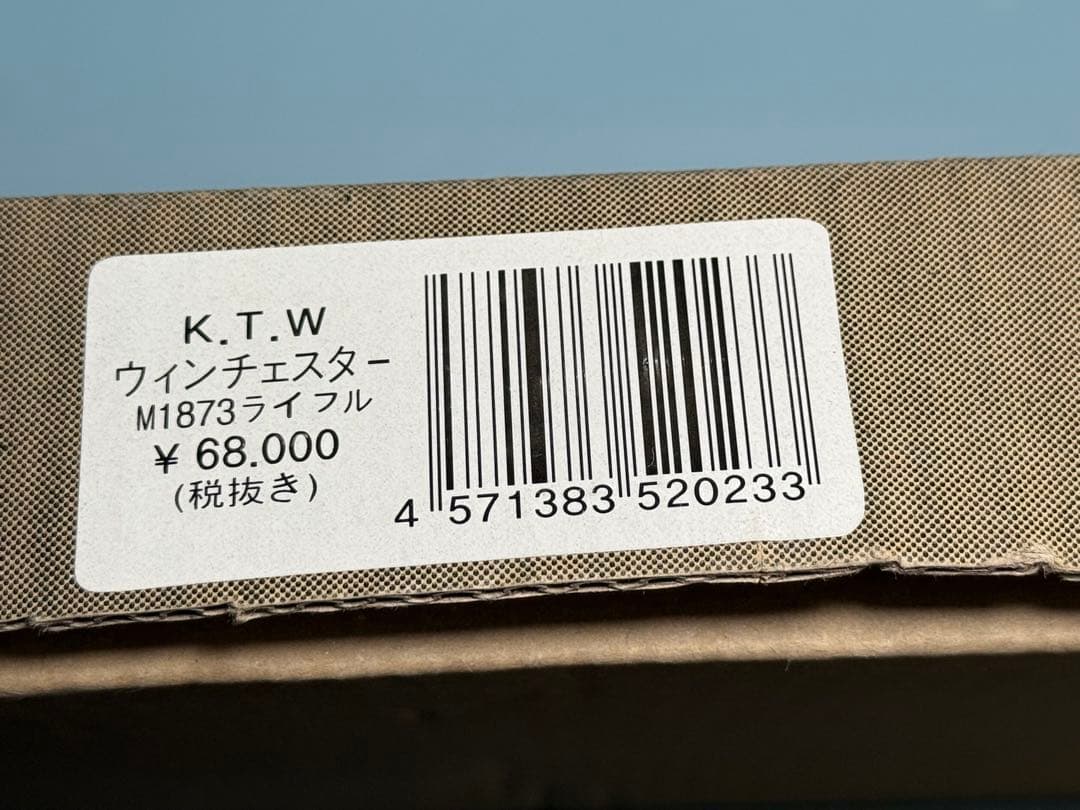 K.T.W
ウィンチェスター
M1873ライフル
¥ 68.000
(税抜き)
4 571383 520233